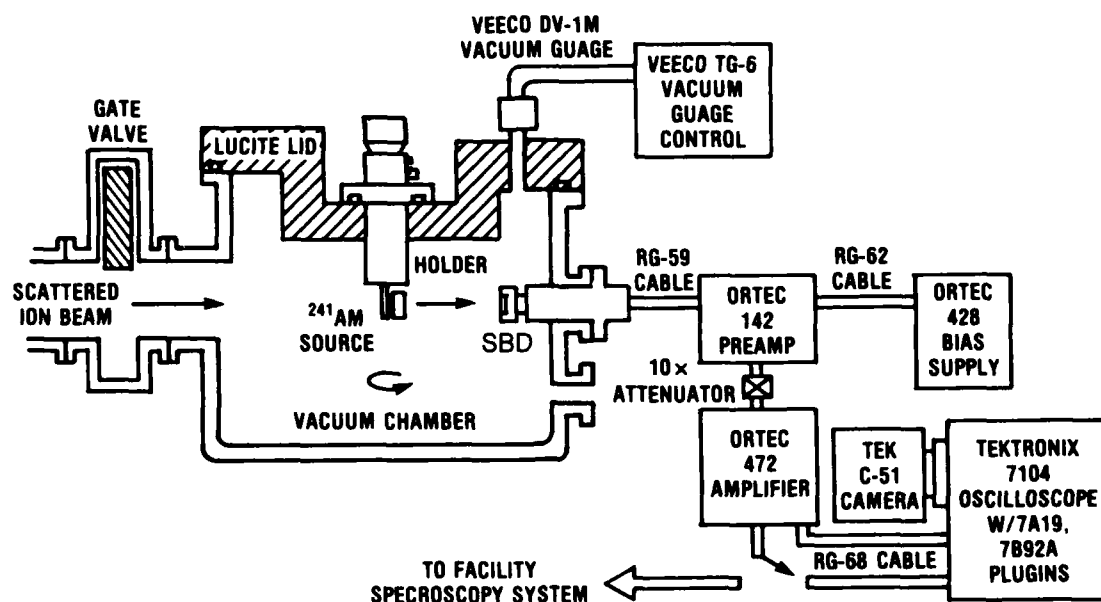 VEECO DV-1M
VACUUM GUAGE
VEECO TG-6
VACUUM
GUAGE
CONTROL
GATE
VALVE
LUCITE LID
HOLDER
SCATTERED
ION BEAM
241AM
SOURCE
SBD
VACUUM CHAMBER
RG-59
CABLE
ORTEC
142
PREAMP
RG-62
CABLE
ORTEC
428
BIAS
SUPPLY
10×
ATTENUATOR
ORTEC
472
AMPLIFIER
TEK
C-51
CAMERA
TEKTRONIX
7104
OSCILLOSCOPE
W/7A19,
7B92A
PLUGINS
RG-68 CABLE
TO FACILITY
SPECROSCOPY SYSTEM